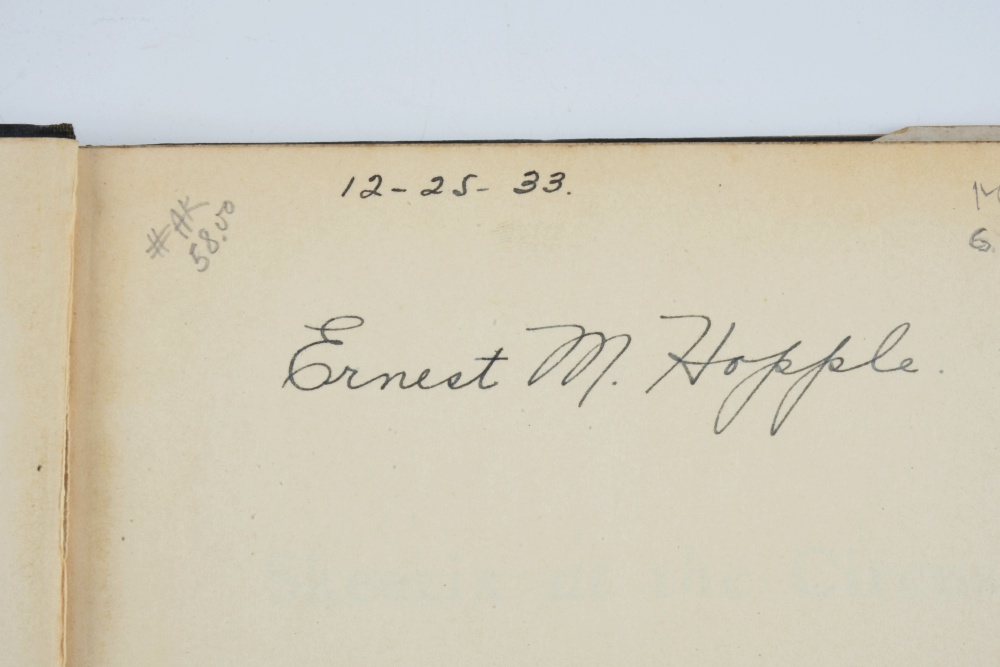 12-25-33.
#AK
58.00
Ernest M. Hopple.